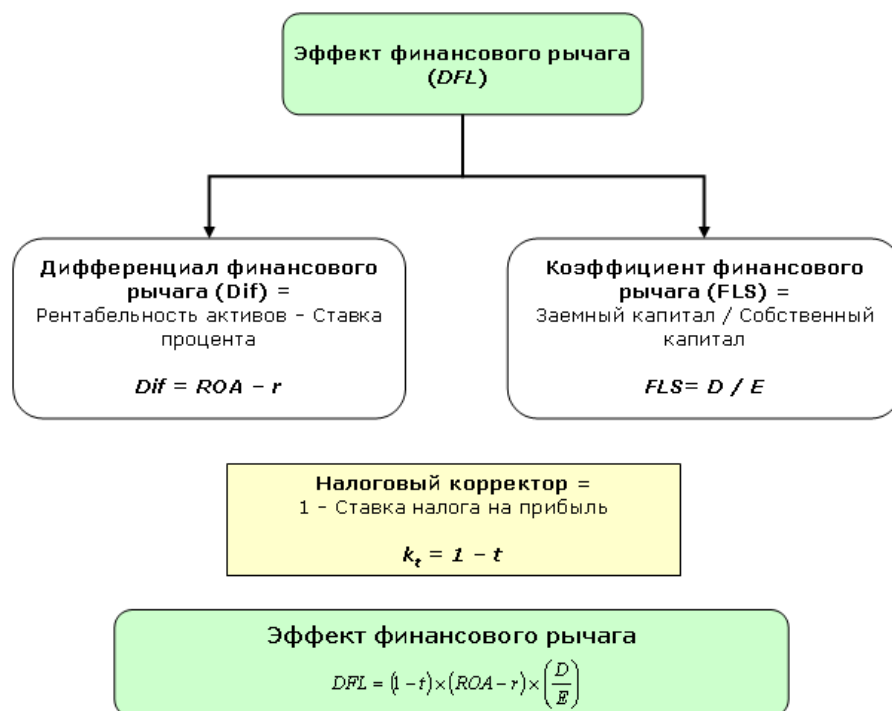 Эффект финансового рычага
(DFL)
Дифференциал финансового
рычага (Dif) =
Рентабельность активов – Ставка
процента
Dif = ROA – r
Коэффициент финансового
рычага (FLS) =
Заемный капитал / Собственный
капитал
FLS= D / E
Налоговый корректор =
1 – Ставка налога на прибыль
kₜ = 1 – t
Эффект финансового рычага
DFL = (1−t)×(ROA−r)×(D/E)